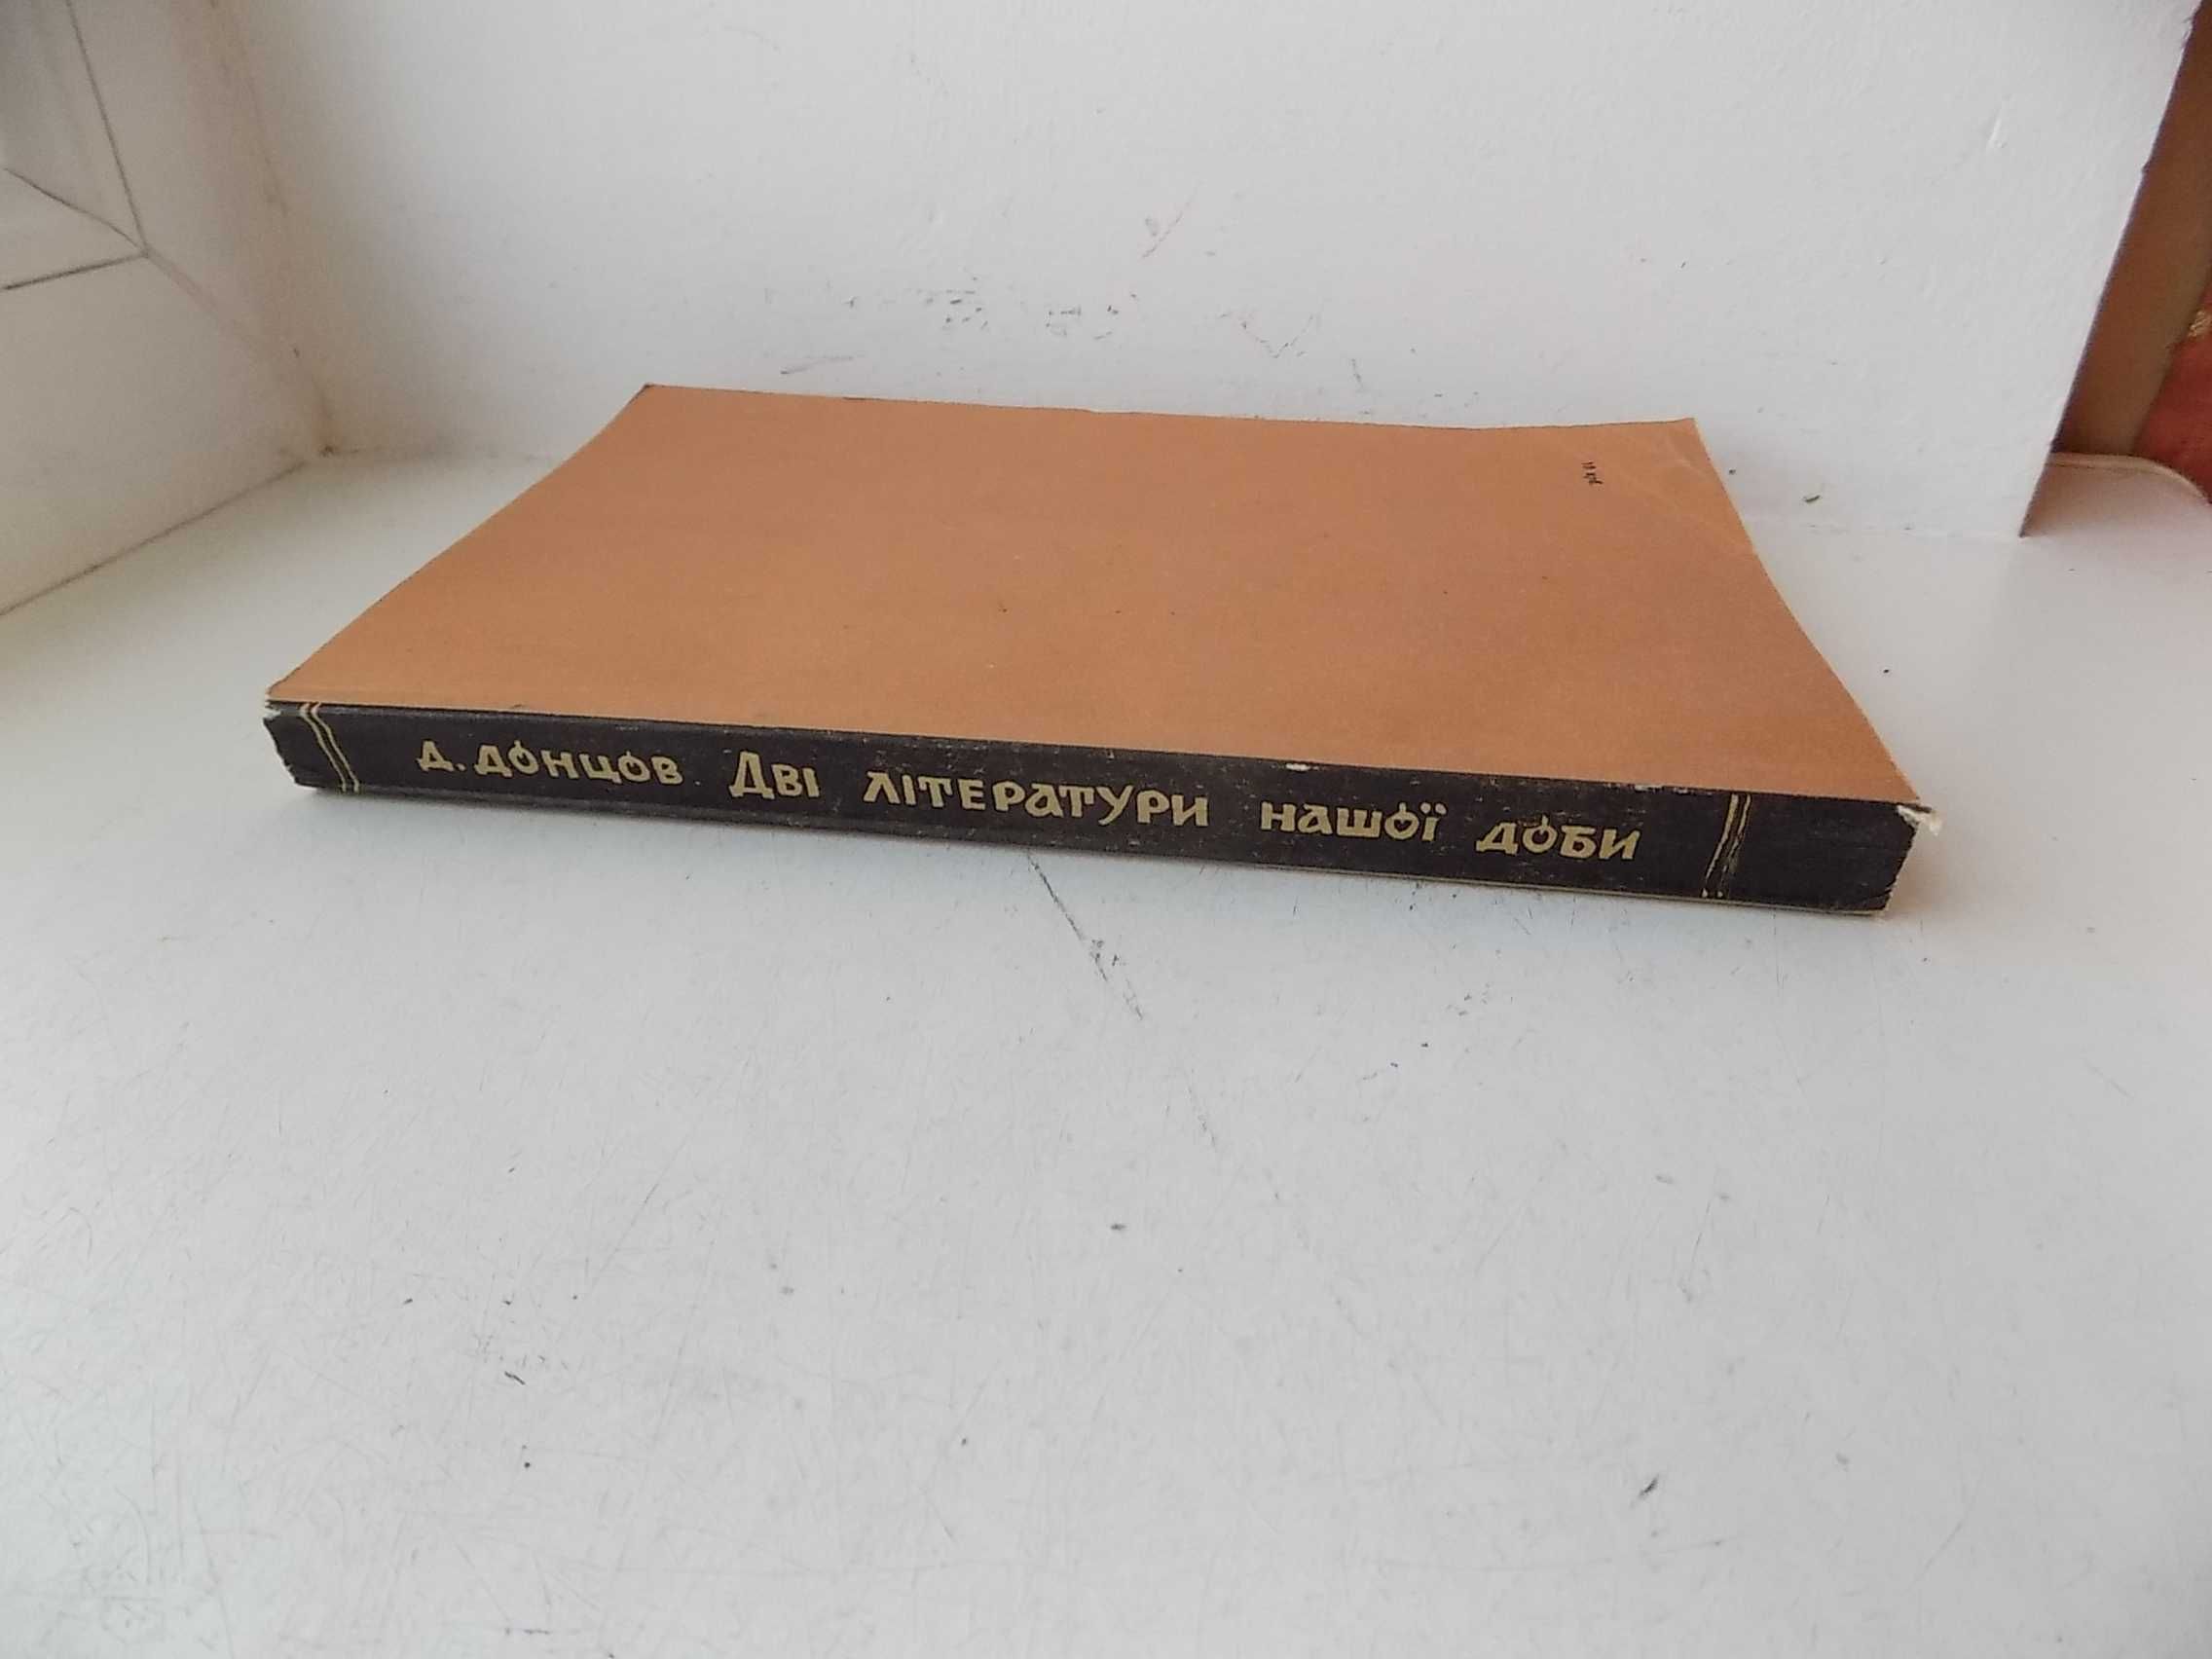 Д. ДОНЦОВ ДВІ ЛІТЕРАТУРИ НАШОЇ ДОБИ